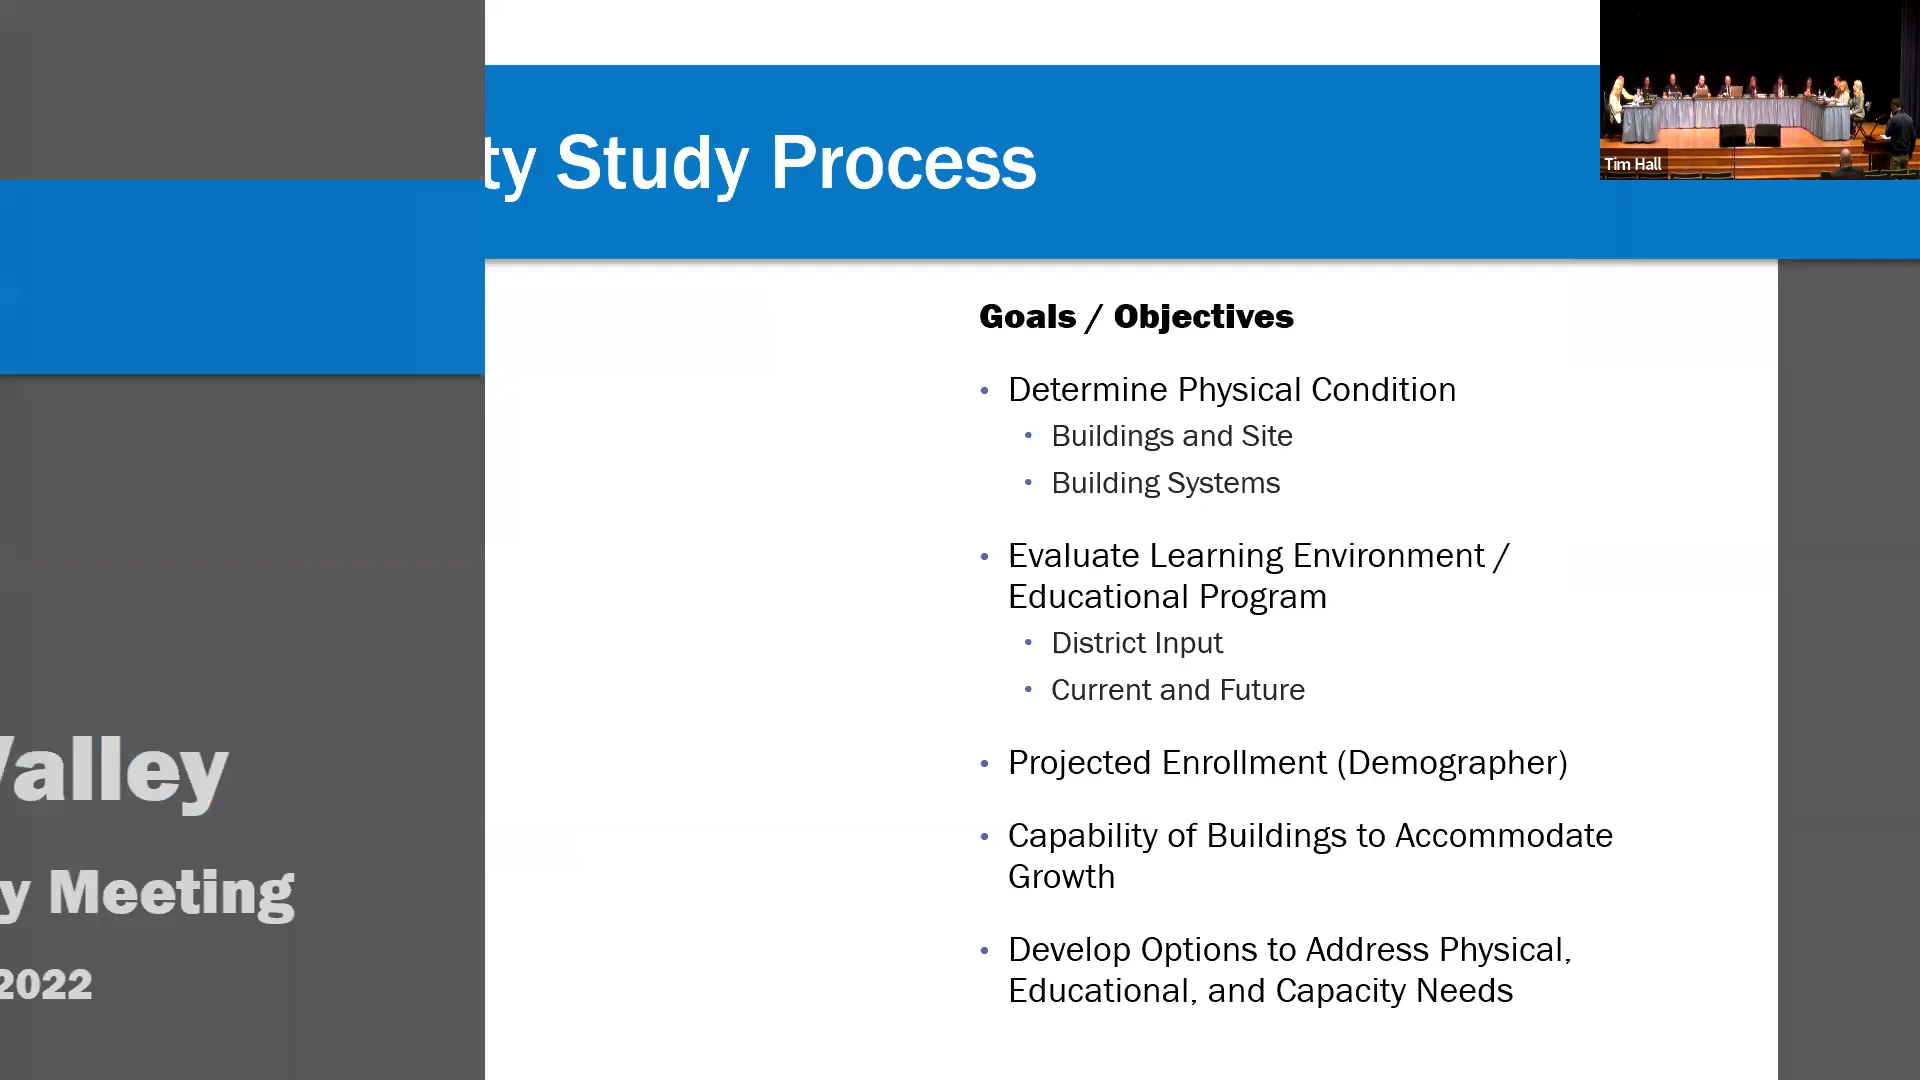 ty Study Process
Tim Hall
Goals / Objectives
• Determine Physical Condition
• Buildings and Site
• Building Systems
• Evaluate Learning Environment /
Educational Program
• District Input
• Current and Future
• Projected Enrollment (Demographer)
• Capability of Buildings to Accommodate
Growth
• Develop Options to Address Physical,
Educational, and Capacity Needs
Valley
y Meeting
2022